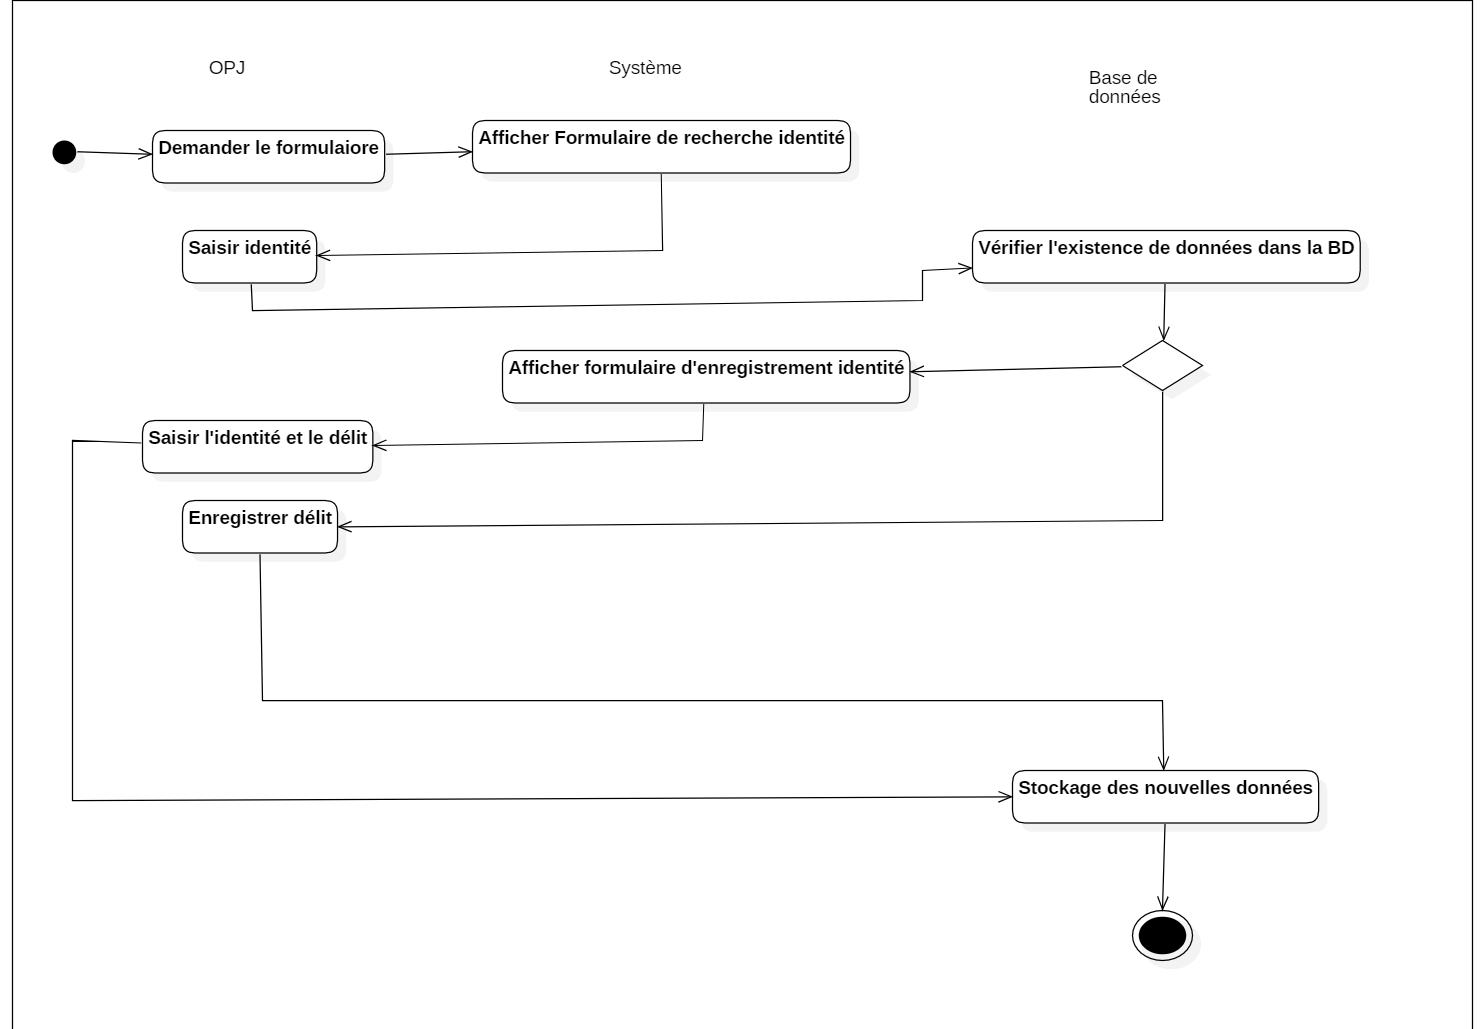 OPJ
Système
Base de
données
Demander le formulaiore
Afficher Formulaire de recherche identité
Saisir identité
Vérifier l'existence de données dans la BD
Afficher formulaire d'enregistrement identité
Saisir l'identité et le délit
Enregistrer délit
Stockage des nouvelles données